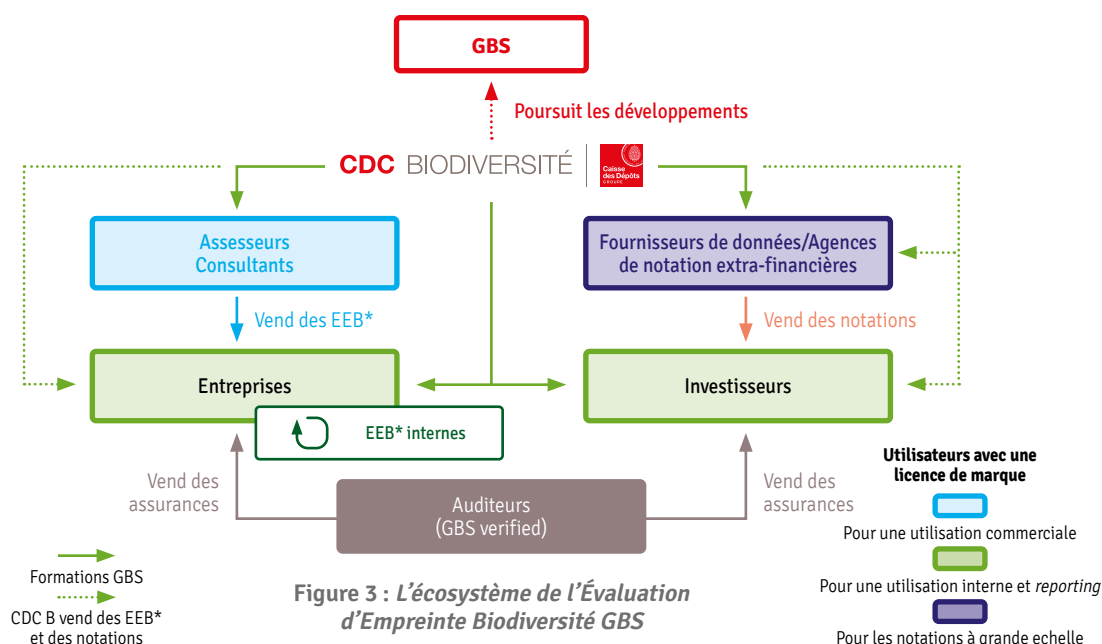 GBS
Poursuit les développements
CDC BIODIVERSITÉ
Caisse
des Dépôts
GROUPE
Assesseurs
Consultants
Fournisseurs de données/Agences
de notation extra-financières
Vend des EEB*
Vend des notations
Entreprises
Investisseurs
EEB* internes
Vend des
assurances
Auditeurs
(GBS verified)
Vend des
assurances
Utilisateurs avec une
licence de marque
Pour une utilisation commerciale
Pour une utilisation interne et reporting
Pour les notations à grande echelle
Formations GBS
CDC B vend des EEB*
et des notations
Figure 3 : L'écosystème de l'Évaluation
d'Empreinte Biodiversité GBS